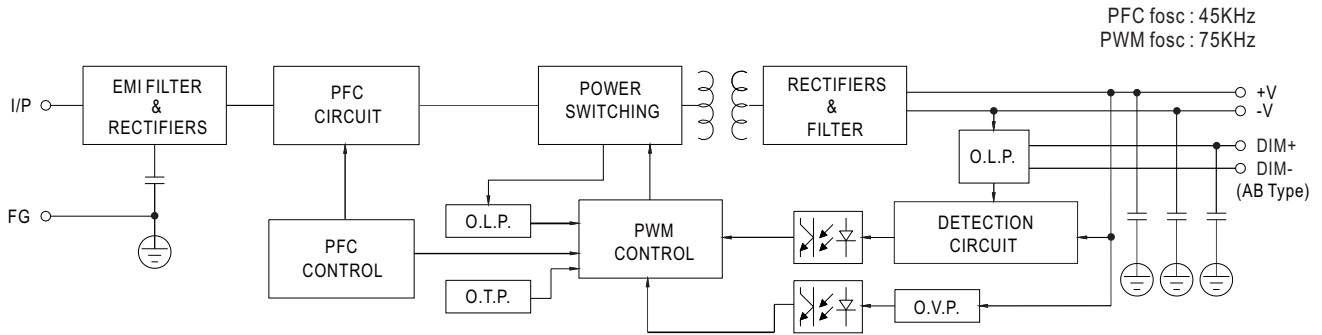 PFC fosc : 45KHz
PWM fosc : 75KHz
I/P
EMI FILTER
&
RECTIFIERS
PFC
CIRCUIT
POWER
SWITCHING
RECTIFIERS
&
FILTER
+V
-V
O.L.P.
DIM+
DIM-
(AB Type)
FG
O.L.P.
PFC
CONTROL
PWM
CONTROL
DETECTION
CIRCUIT
O.T.P.
O.V.P.